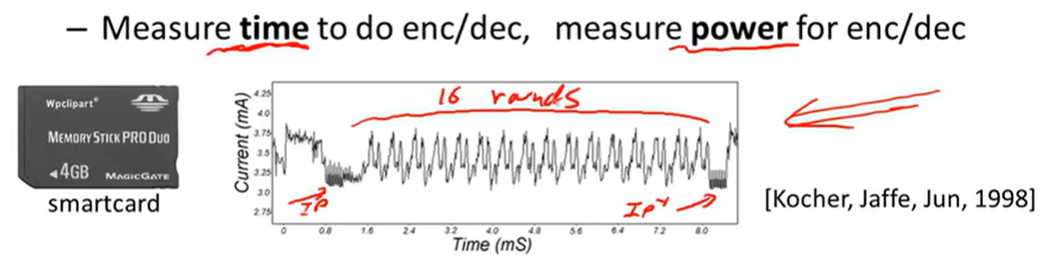 – Measure time to do enc/dec, measure power for enc/dec
Wpclipart®
MEMORY STICK PRO DUO
4GB
MAGICGATE
smartcard
Current (mA)
4.25
4.0
3.75
3.5
3.25
3.0
2.75
16 rounds
IP
IP⁻¹
0 0.8 1.6 2.4 3.2 4.0 4.8 5.6 6.4 7.2 8.0
Time (mS)
[Kocher, Jaffe, Jun, 1998]